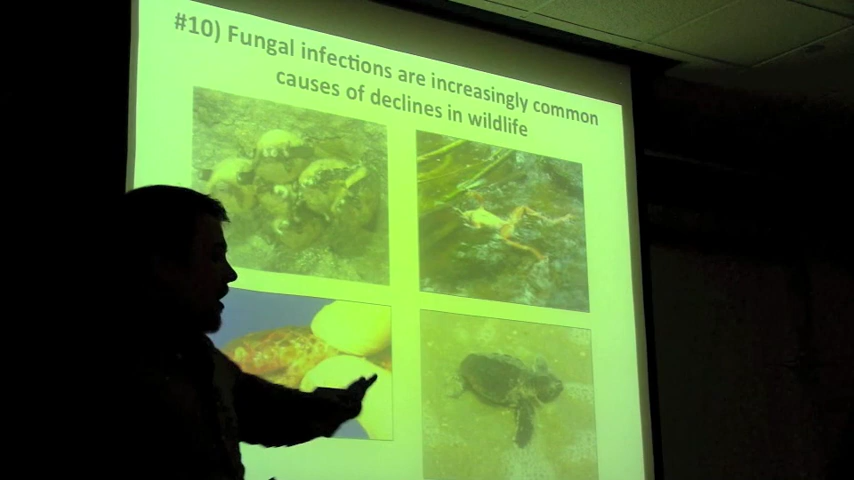 #10) Fungal infections are increasingly common
causes of declines in wildlife